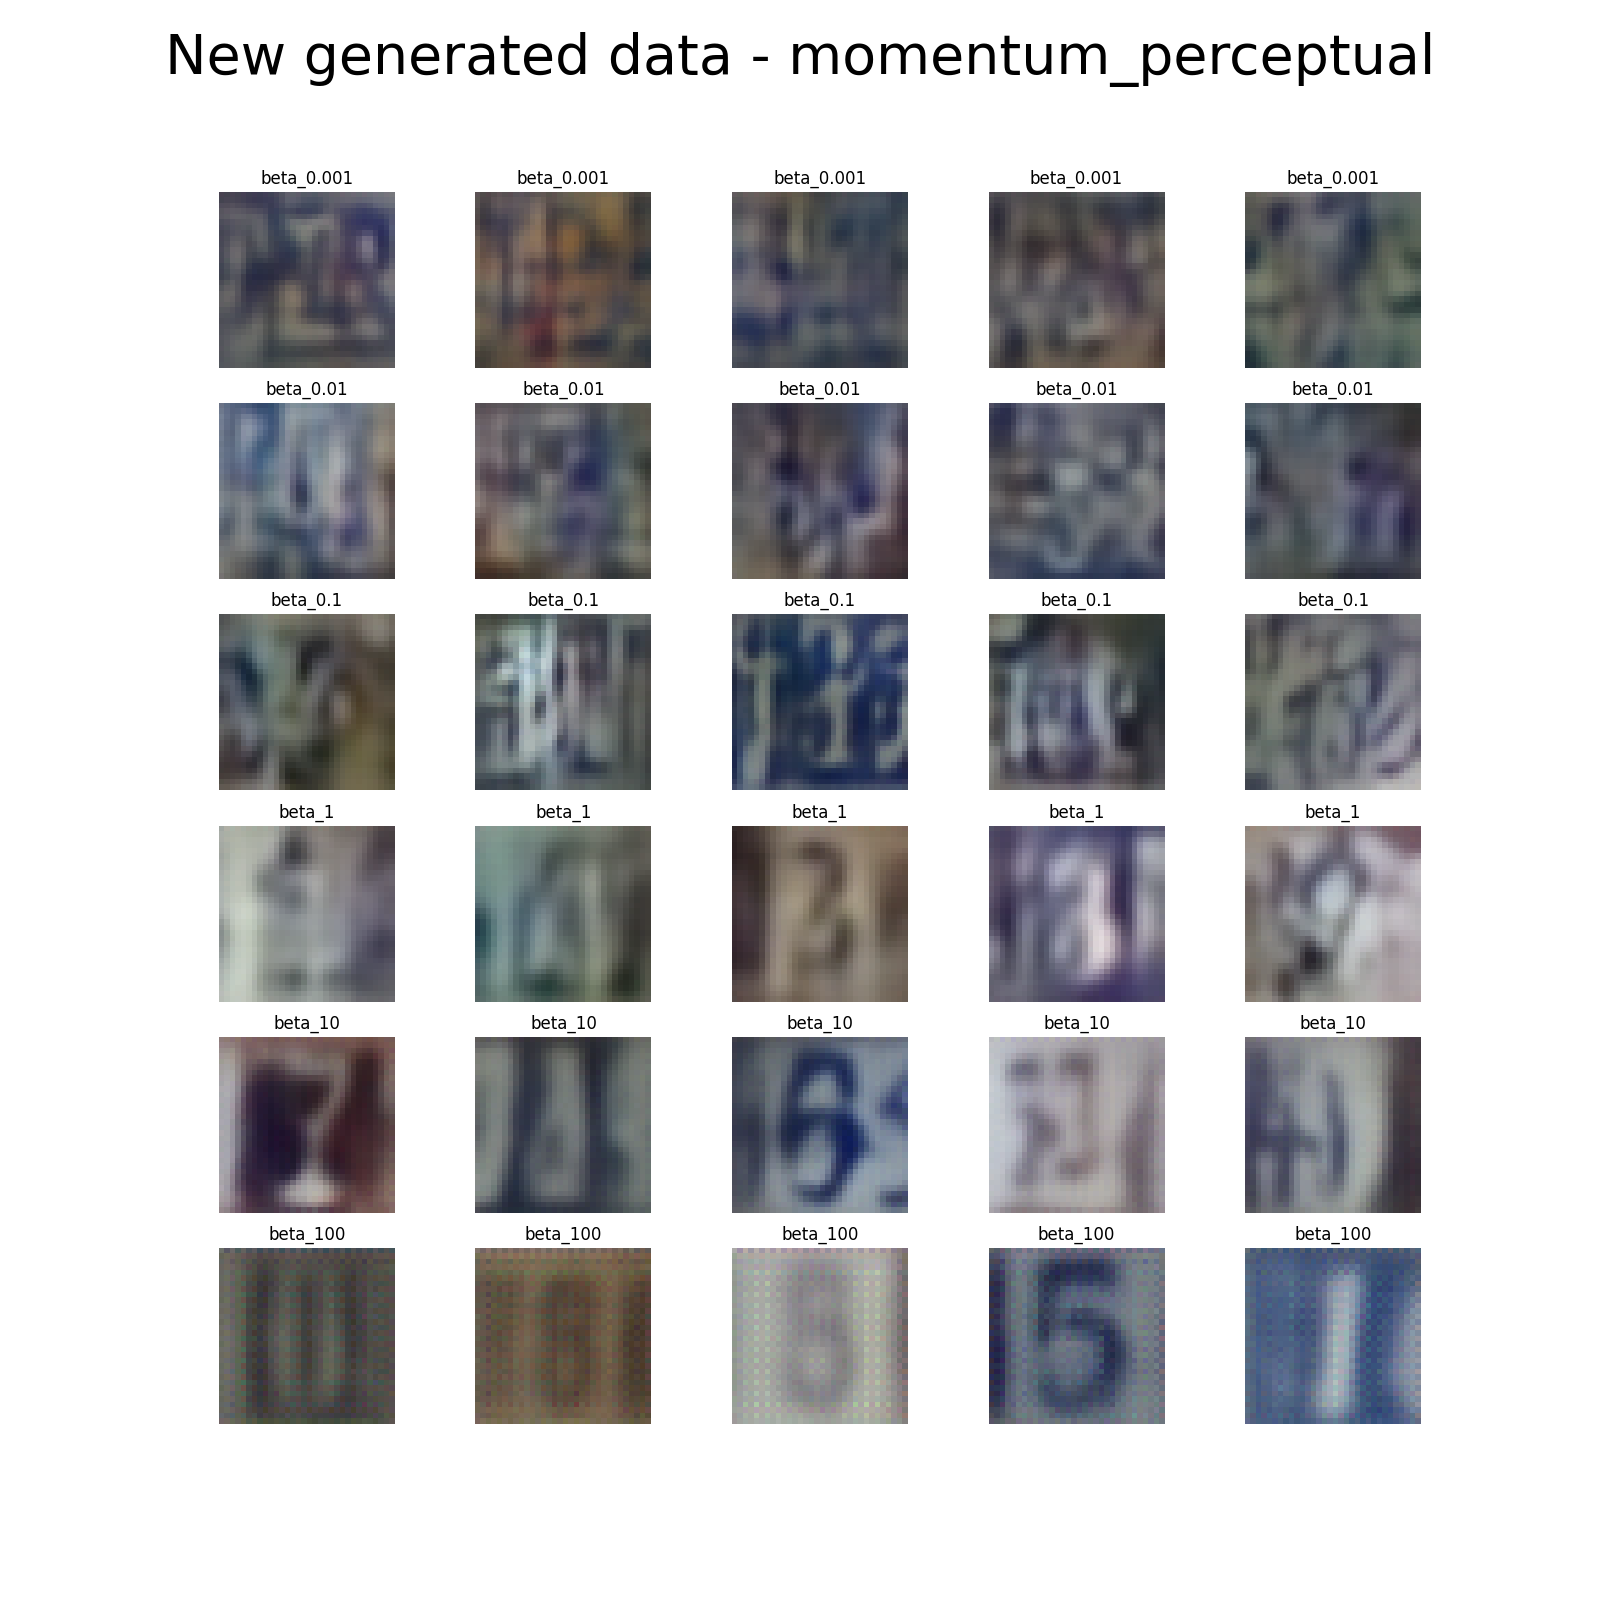 New generated data - momentum_perceptual
beta_0.001 beta_0.001 beta_0.001 beta_0.001 beta_0.001
beta_0.01 beta_0.01 beta_0.01 beta_0.01 beta_0.01
beta_0.1 beta_0.1 beta_0.1 beta_0.1 beta_0.1
beta_1 beta_1 beta_1 beta_1 beta_1
beta_10 beta_10 beta_10 beta_10 beta_10
beta_100 beta_100 beta_100 beta_100 beta_100
5 1